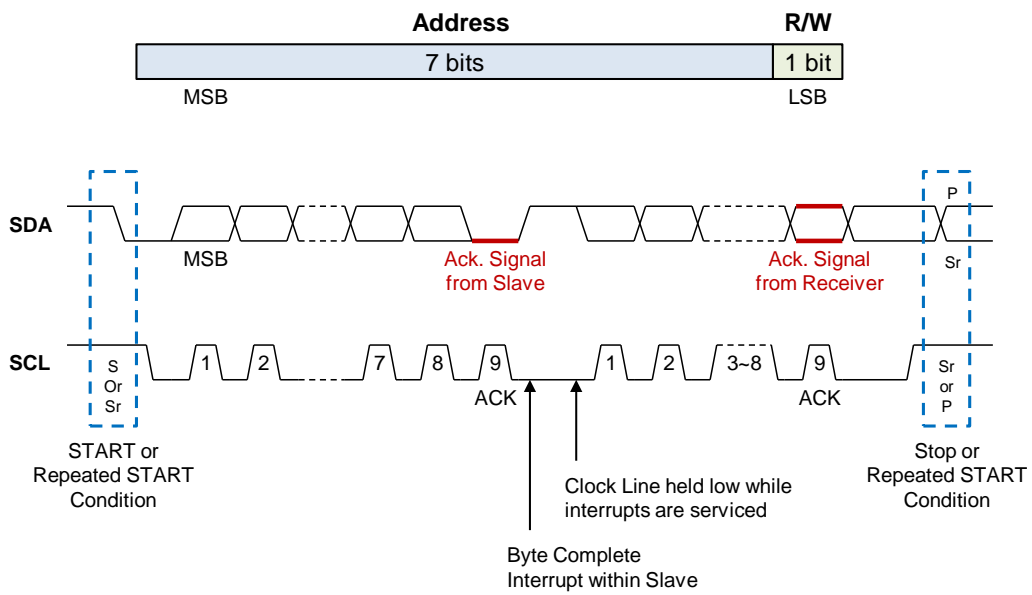 Address R/W
7 bits 1 bit
MSB LSB
SDA P
MSB Ack. Signal Ack. Signal Sr
from Slave from Receiver
SCL S 1 2 7 8 9 1 2 3~8 9 Sr
Or or
Sr ACK ACK P
START or Stop or
Repeated START Repeated START
Condition Condition
Clock Line held low while
interrupts are serviced
Byte Complete
Interrupt within Slave